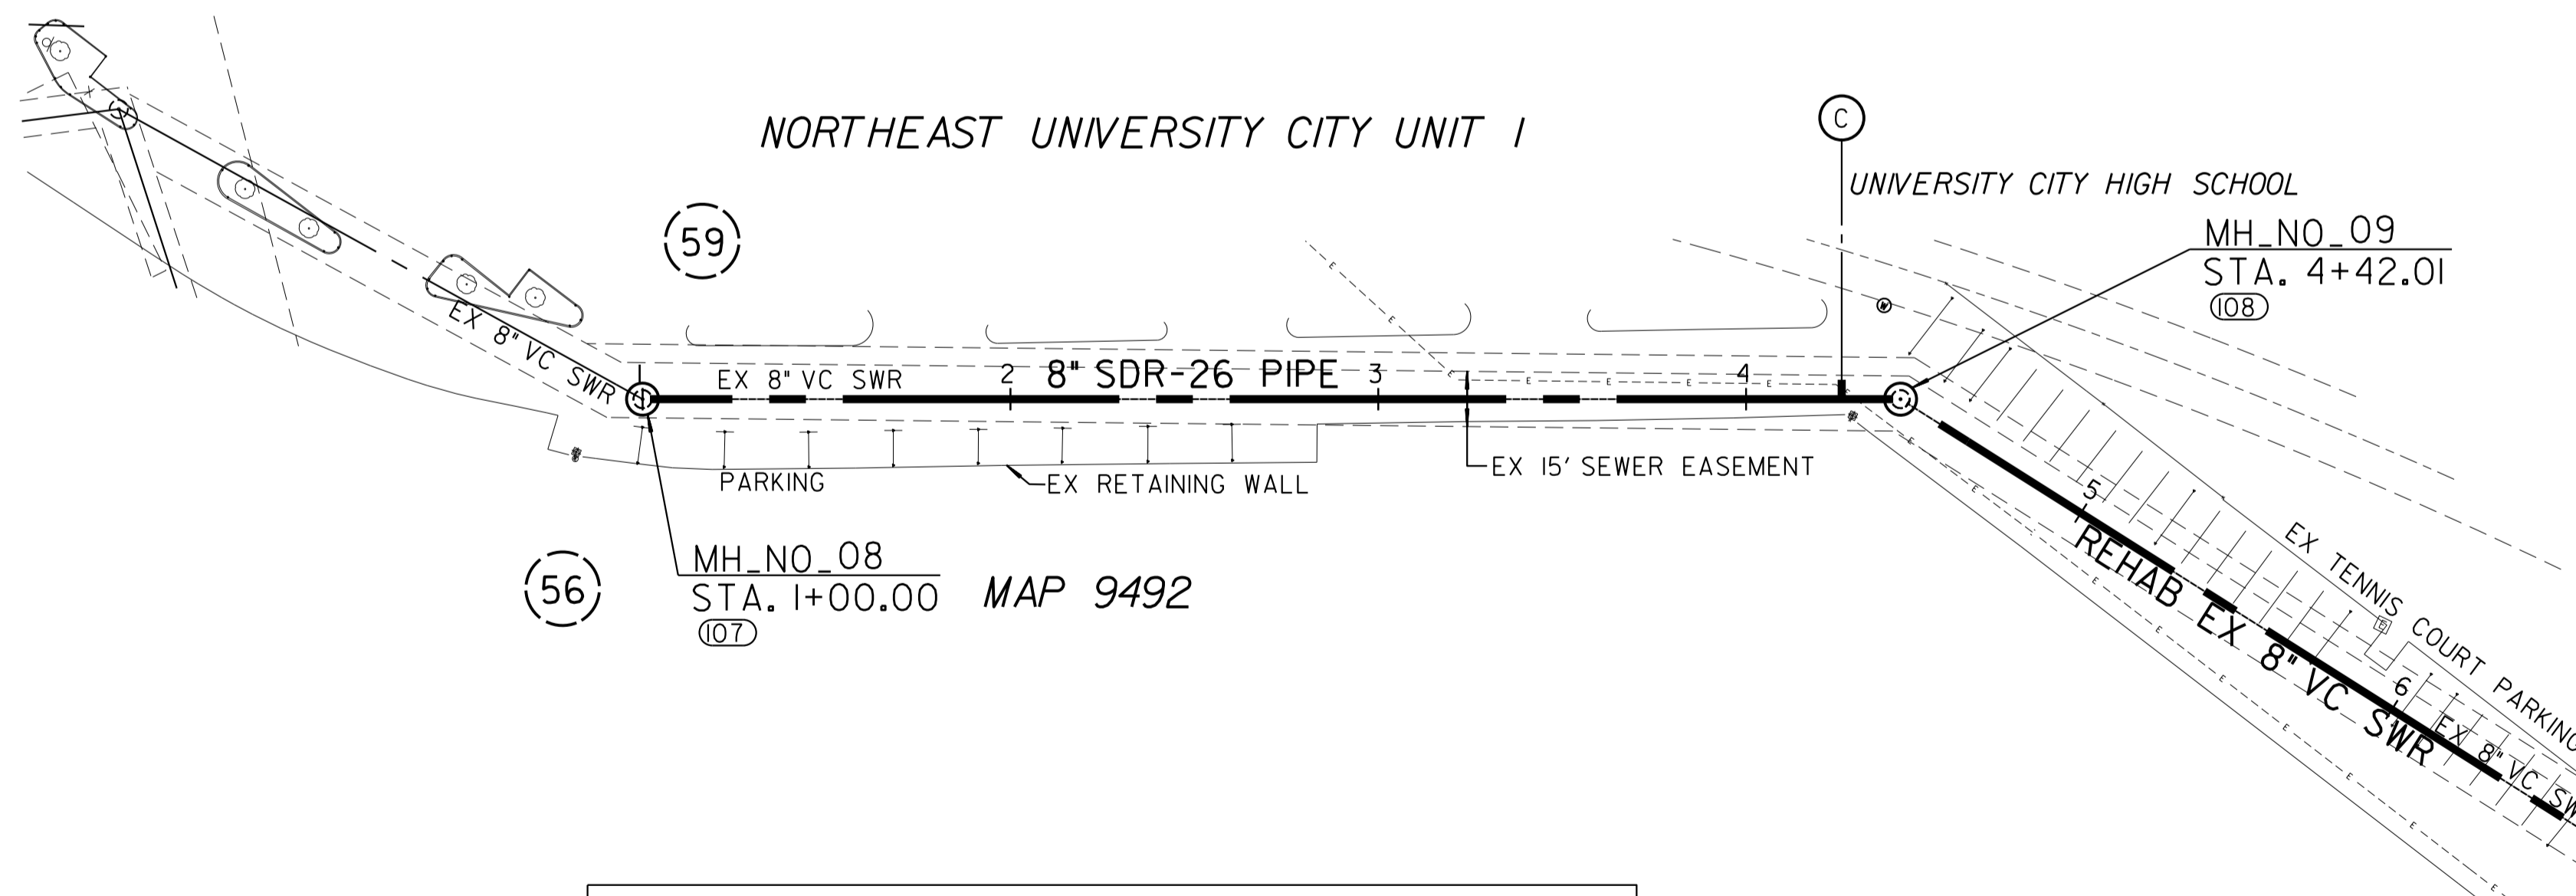 NORTHEAST UNIVERSITY CITY UNIT 1
C
UNIVERSITY CITY HIGH SCHOOL
MH_NO_09
STA. 4+42.01
108
59
EX 8" VC SWR
EX 8" VC SWR
1
2
8" SDR-26 PIPE
3
4
E
E
E
E
E
E
E
W
PARKING
EX RETAINING WALL
EX 15' SEWER EASEMENT
MH_NO_08
STA. 1+00.00
107
56
MAP 9492
5
REHAB EX 8" VC SWR
6
EX TENNIS COURT PARKING
EX 8" VC SW
E
E
E
E
E
E
E
E
E